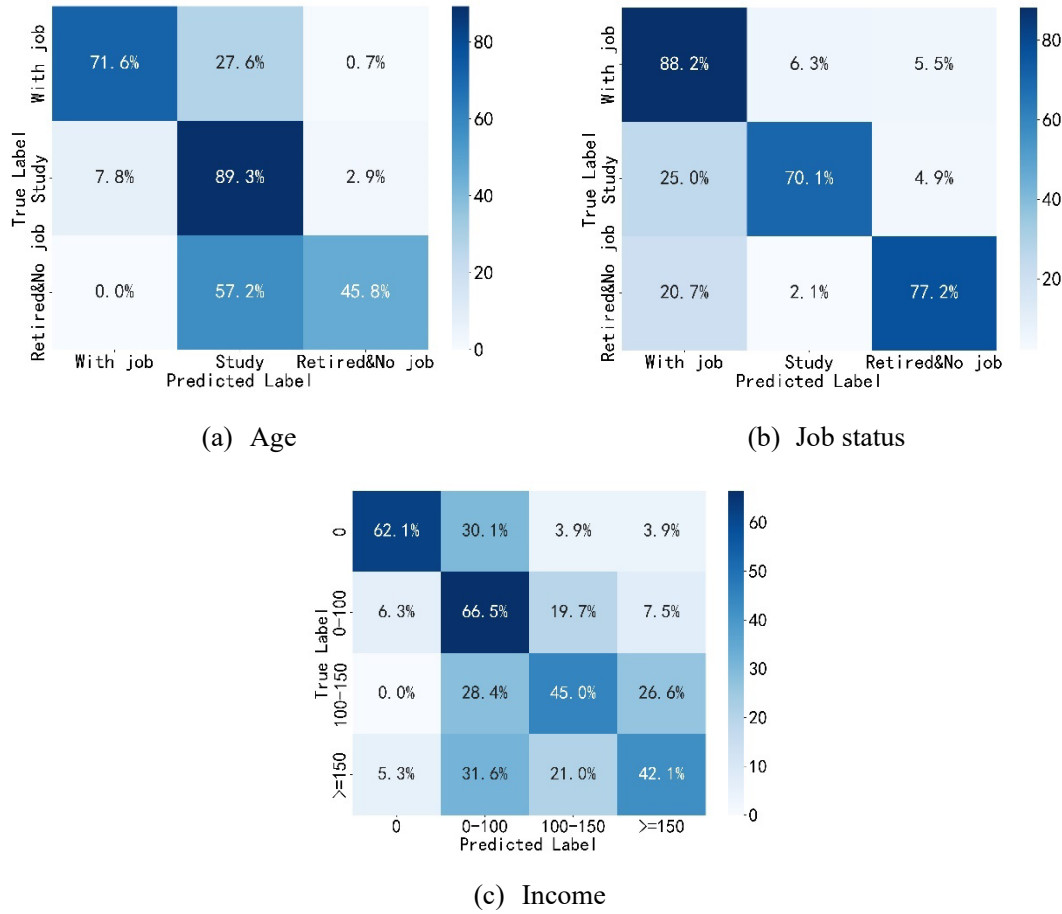 With job
71.6%
27.6%
0.7%
80
60
True Label
Study
7.8%
89.3%
2.9%
40
Retired&No job
0.0%
57.2%
45.8%
20
0
With job
Study
Retired&No job
Predicted Label
With job
88.2%
6.3%
5.5%
80
60
True Label
Study
25.0%
70.1%
4.9%
40
Retired&No job
20.7%
2.1%
77.2%
20
With job
Study
Retired&No job
Predicted Label
(a) Age
(b) Job status
0
62.1%
30.1%
3.9%
3.9%
60
50
True Label
0-100
6.3%
66.5%
19.7%
7.5%
40
30
100-150
0.0%
28.4%
45.0%
26.6%
20
>=150
5.3%
31.6%
21.0%
42.1%
10
0
0
0-100
100-150
>=150
Predicted Label
(c) Income